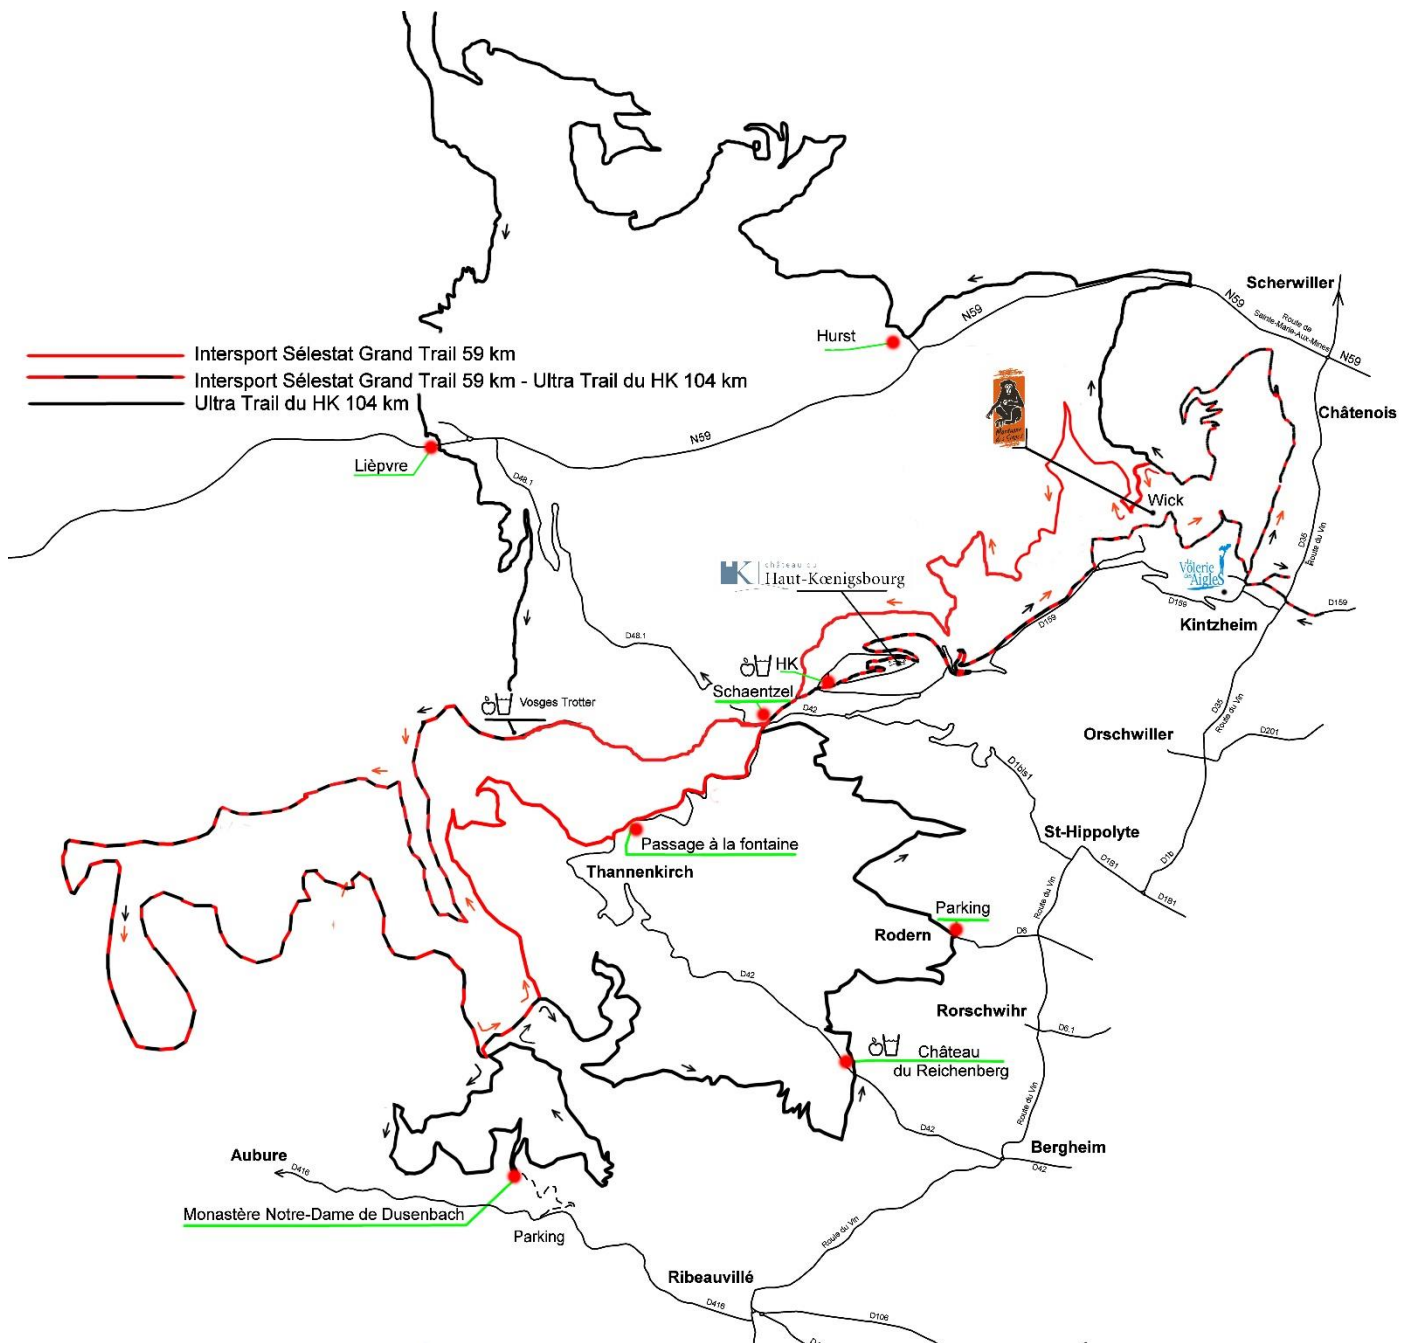 N59
Scherwiller
N59
Route de
Sainte-Marie-Aux-Mines
N59
Hurst
Intersport Sélestat Grand Trail 59 km
Intersport Sélestat Grand Trail 59 km - Ultra Trail du HK 104 km
Ultra Trail du HK 104 km
Châtenois
N59
Lièpvre
D48.1
Wick
D35
Route du Vin
château du
Haut-Kœnigsbourg
Volerie
des Aigles
D159
D159
D159
Kintzheim
D48.1
HK
Schaentzel
D42
Vosges Trotter
D35
Route du Vin
Orschwiller
D201
D1bis1
St-Hippolyte
D181
D1b
D181
Passage à la fontaine
Thannenkirch
Route du Vin
Parking
Rodern
D6
D42
Rorschwihr
D6.1
Château
du Reichenberg
Route du Vin
D42
Bergheim
D42
Aubure
D416
Monastère Notre-Dame de Dusenbach
Parking
Route du Vin
Ribeauvillé
D416
D106